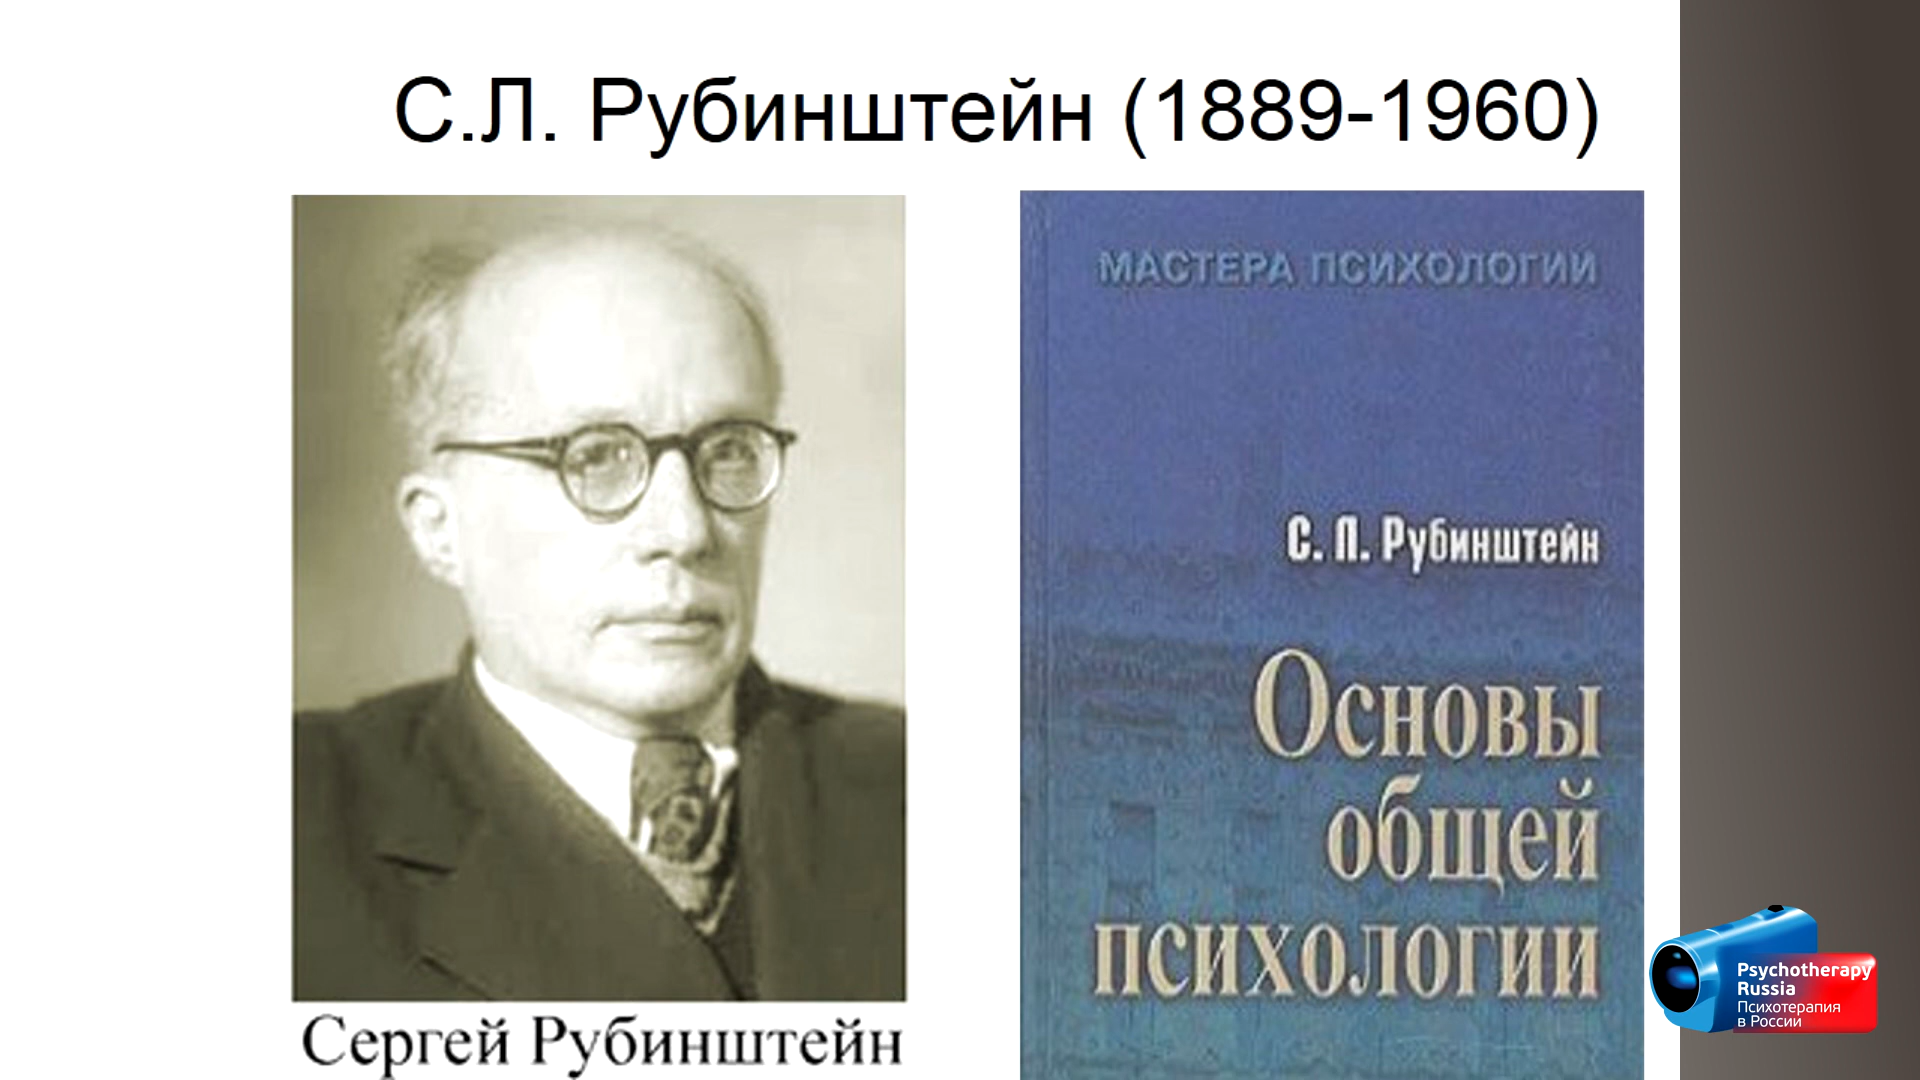 С.Л. Рубинштейн (1889-1960)
МАСТЕРА ПСИХОЛОГИИ
С. Л. Рубинштейн
Основы
общей
психологии
Сергей Рубинштейн
Psychotherapy
Russia
Психотерапия
в России